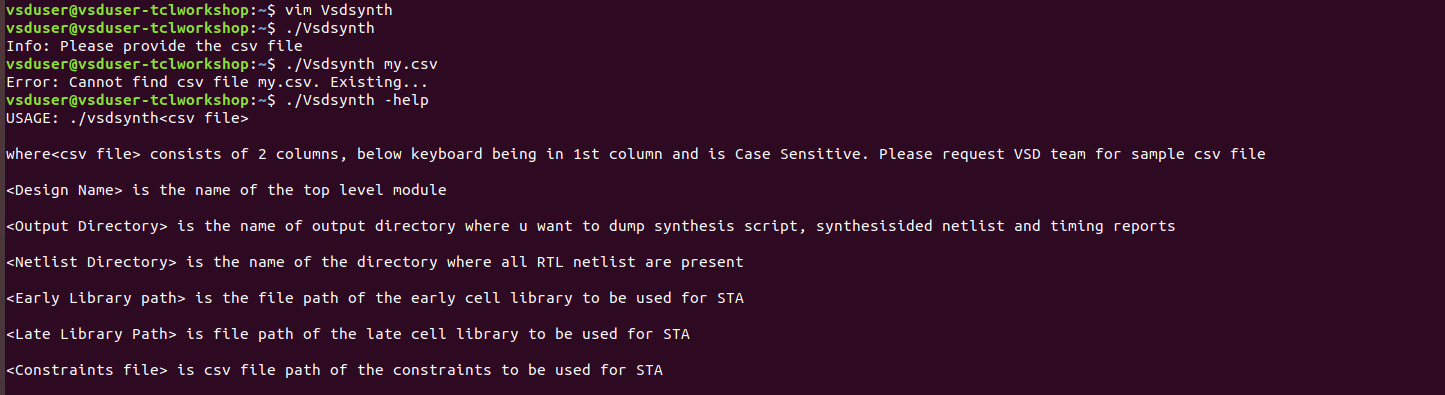 vsduser@vsduser-tclworkshop:~$ vim Vsdsynth
vsduser@vsduser-tclworkshop:~$ ./Vsdsynth
Info: Please provide the csv file
vsduser@vsduser-tclworkshop:~$ ./Vsdsynth my.csv
Error: Cannot find csv file my.csv. Existing...
vsduser@vsduser-tclworkshop:~$ ./Vsdsynth -help
USAGE: ./vsdsynth<csv file>
where<csv file> consists of 2 columns, below keyboard being in 1st column and is Case Sensitive. Please request VSD team for sample csv file
<Design Name> is the name of the top level module
<Output Directory> is the name of output directory where u want to dump synthesis script, synthesisided netlist and timing reports
<Netlist Directory> is the name of the directory where all RTL netlist are present
<Early Library path> is the file path of the early cell library to be used for STA
<Late Library Path> is file path of the late cell library to be used for STA
<Constraints file> is csv file path of the constraints to be used for STA